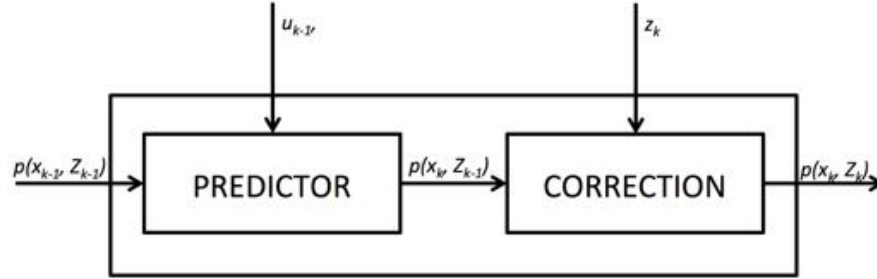 u_{k-1},
z_k
p(x_{k-1}, Z_{k-1})
PREDICTOR
p(x_k, Z_{k-1})
CORRECTION
p(x_k, Z_k)